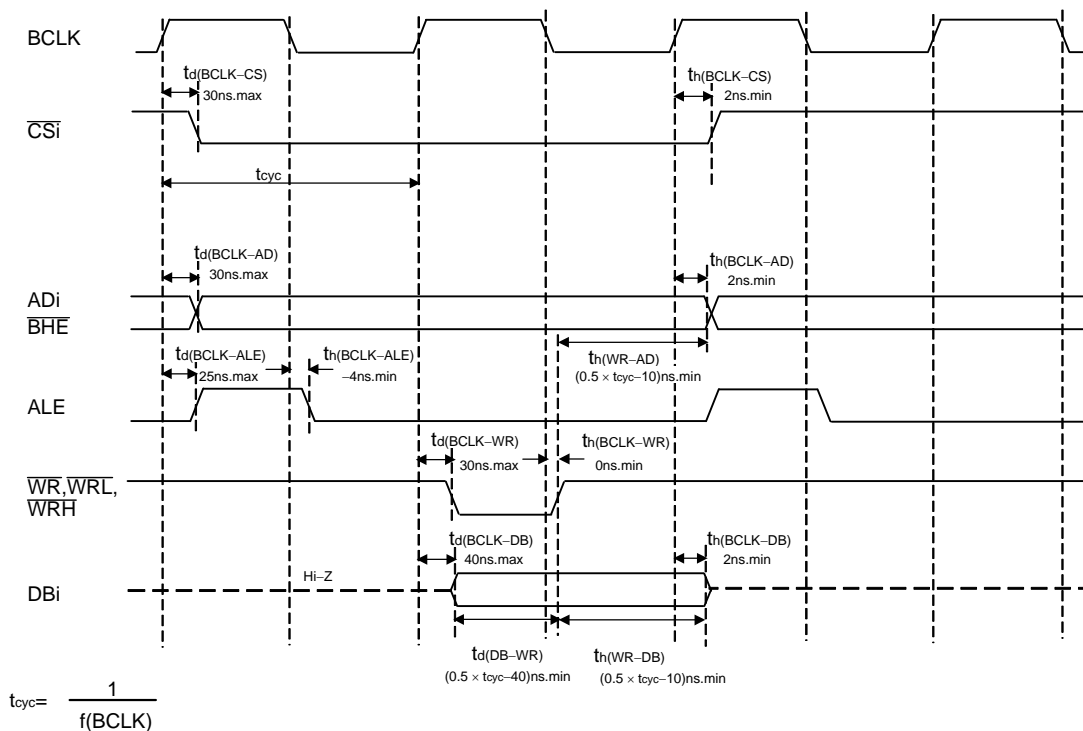 BCLK
td(BCLK–CS)
30ns.max
th(BCLK–CS)
2ns.min
CSi
tcyc
td(BCLK–AD)
30ns.max
th(BCLK–AD)
2ns.min
ADi
BHE
td(BCLK–ALE)
25ns.max
th(BCLK–ALE)
–4ns.min
th(WR–AD)
(0.5 × tcyc–10)ns.min
ALE
td(BCLK–WR)
30ns.max
th(BCLK–WR)
0ns.min
WR,WRL,
WRH
td(BCLK–DB)
40ns.max
th(BCLK–DB)
2ns.min
Hi–Z
DBi
td(DB–WR)
(0.5 × tcyc–40)ns.min
th(WR–DB)
(0.5 × tcyc–10)ns.min
tcyc= 1
f(BCLK)